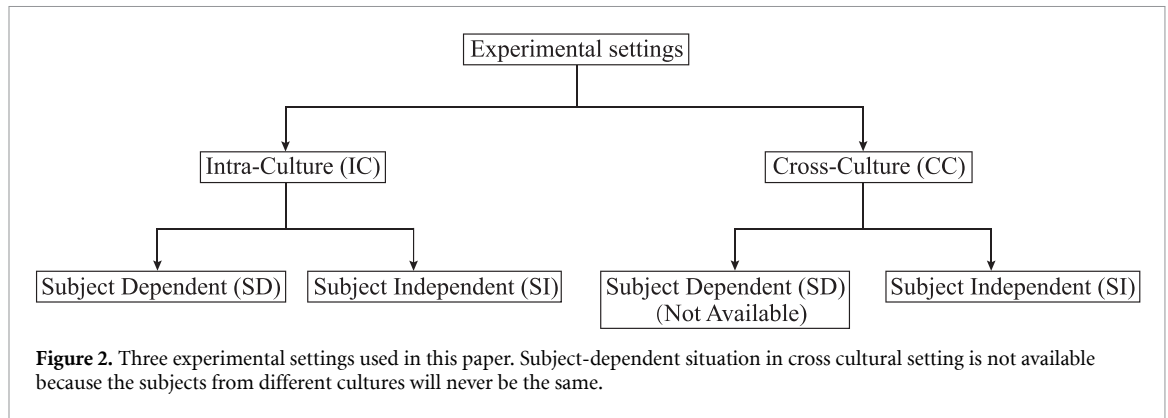 Experimental settings
Intra-Culture (IC)
Cross-Culture (CC)
Subject Dependent (SD)
Subject Independent (SI)
Subject Dependent (SD)
(Not Available)
Subject Independent (SI)
Figure 2. Three experimental settings used in this paper. Subject-dependent situation in cross cultural setting is not available
because the subjects from different cultures will never be the same.